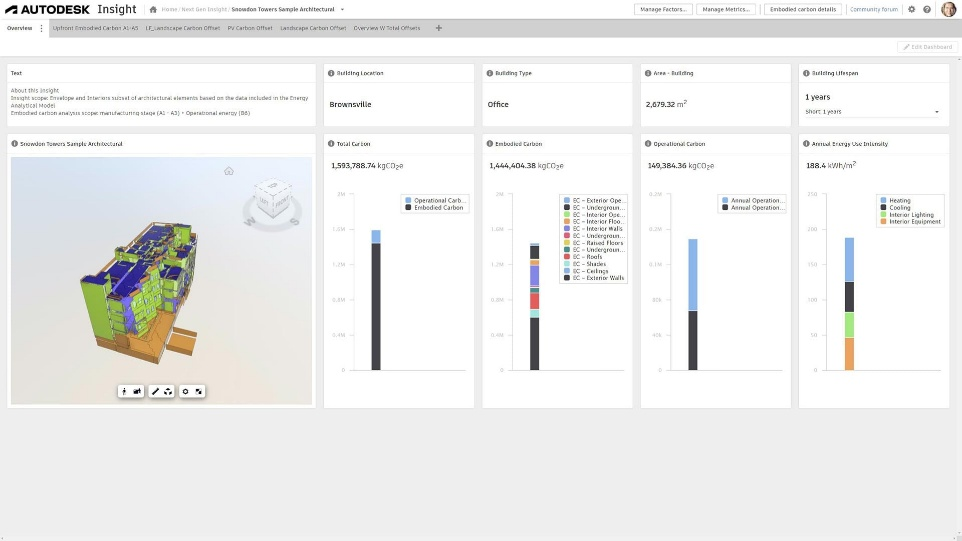 AUTODESK Insight
Home / Next Gen Insight / Snowdon Towers Sample Architectural
Manage Factors...
Manage Metrics...
Embodied carbon details
Community forum
Overview
Upfront Embodied Carbon A1-A5
LE_Landscape Carbon Offset
PV Carbon Offset
Landscape Carbon Offset
Overview W Total Offsets
Edit Dashboard
Text
About this Insight
Insight scope: Envelope and Interiors subset of architectural elements based on the data included in the Energy
Analytical Model
Embodied carbon analysis scope: manufacturing stage (A1 - A3) + Operational energy (B6)
Building Location
Brownsville
Building Type
Office
Area - Building
2,679.32 m²
Building Lifespan
1 years
Short: 1 years
Snowdon Towers Sample Architectural
LEFT
FRONT
Total Carbon
1,593,788.74 kgCO₂e
2M
1.6M
1.2M
0.8M
0.4M
0
Operational Carb...
Embodied Carbon
Embodied Carbon
1,444,404.38 kgCO₂e
2M
1.6M
1.2M
0.8M
0.4M
0
EC - Exterior Ope...
EC - Undergroun...
EC - Interior Ope...
EC - Interior Floo...
EC - Interior Walls
EC - Undergroun...
EC - Raised Floors
EC - Undergroun...
EC - Roofs
EC - Shades
EC - Ceilings
EC - Exterior Walls
Operational Carbon
149,384.36 kgCO₂e
0.2M
0.2M
0.1M
80k
40k
0
Annual Operation...
Annual Operation...
Annual Energy Use Intensity
188.4 kWh/m²
250
200
150
100
50
0
Heating
Cooling
Interior Lighting
Interior Equipment